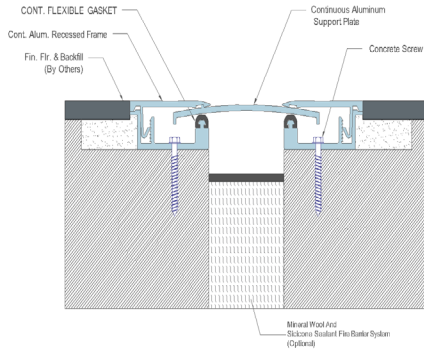 CONT. FLEXIBLE GASKET
Continuous Aluminum
Support Plate
Cont. Alum. Recessed Frame
Concrete Screw
Fin. Flr. & Backfill
(By Others)
Mineral Wool And
Silicone Sealant Fire Barrier System
(Optional)